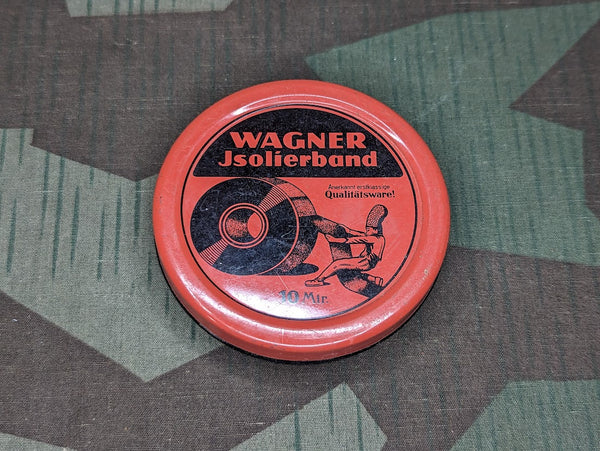 WAGNER
Jsolierband
Anerkannt erstklassige
Qualitätsware!
10 Mtr.